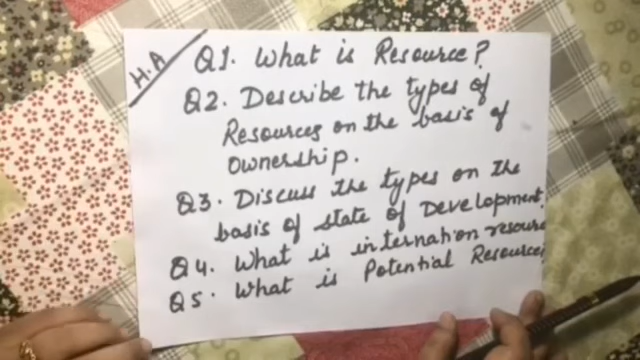 H.A
Q1. What is Resource?
Q2. Describe the types of
Resources on the basis of
ownership.
Q3. Discuss the types on the
basis of state of Development.
Q4. What is internation resource
Q5. What is Potential Resource